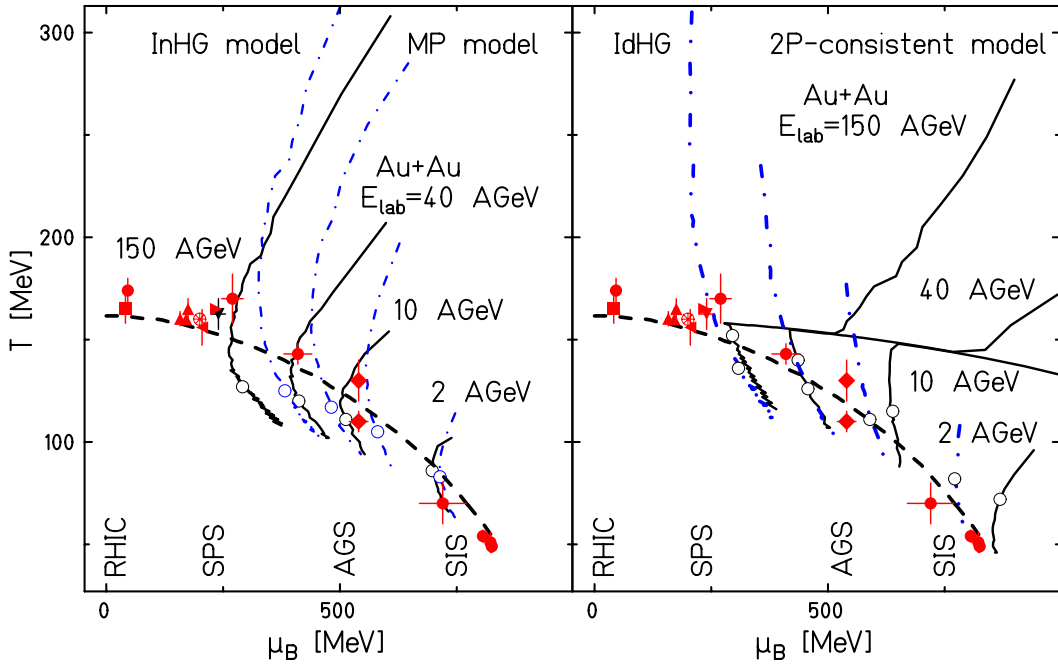 InHG model
MP model
IdHG
2P-consistent model
Au+Au
E_lab=40 AGeV
150 AGeV
10 AGeV
2 AGeV
Au+Au
E_lab=150 AGeV
40 AGeV
10 AGeV
2 AGeV
T [MeV]
300
200
100
RHIC
SPS
AGS
SIS
RHIC
SPS
AGS
SIS
0
500
0
500
μ_B [MeV]
μ_B [MeV]